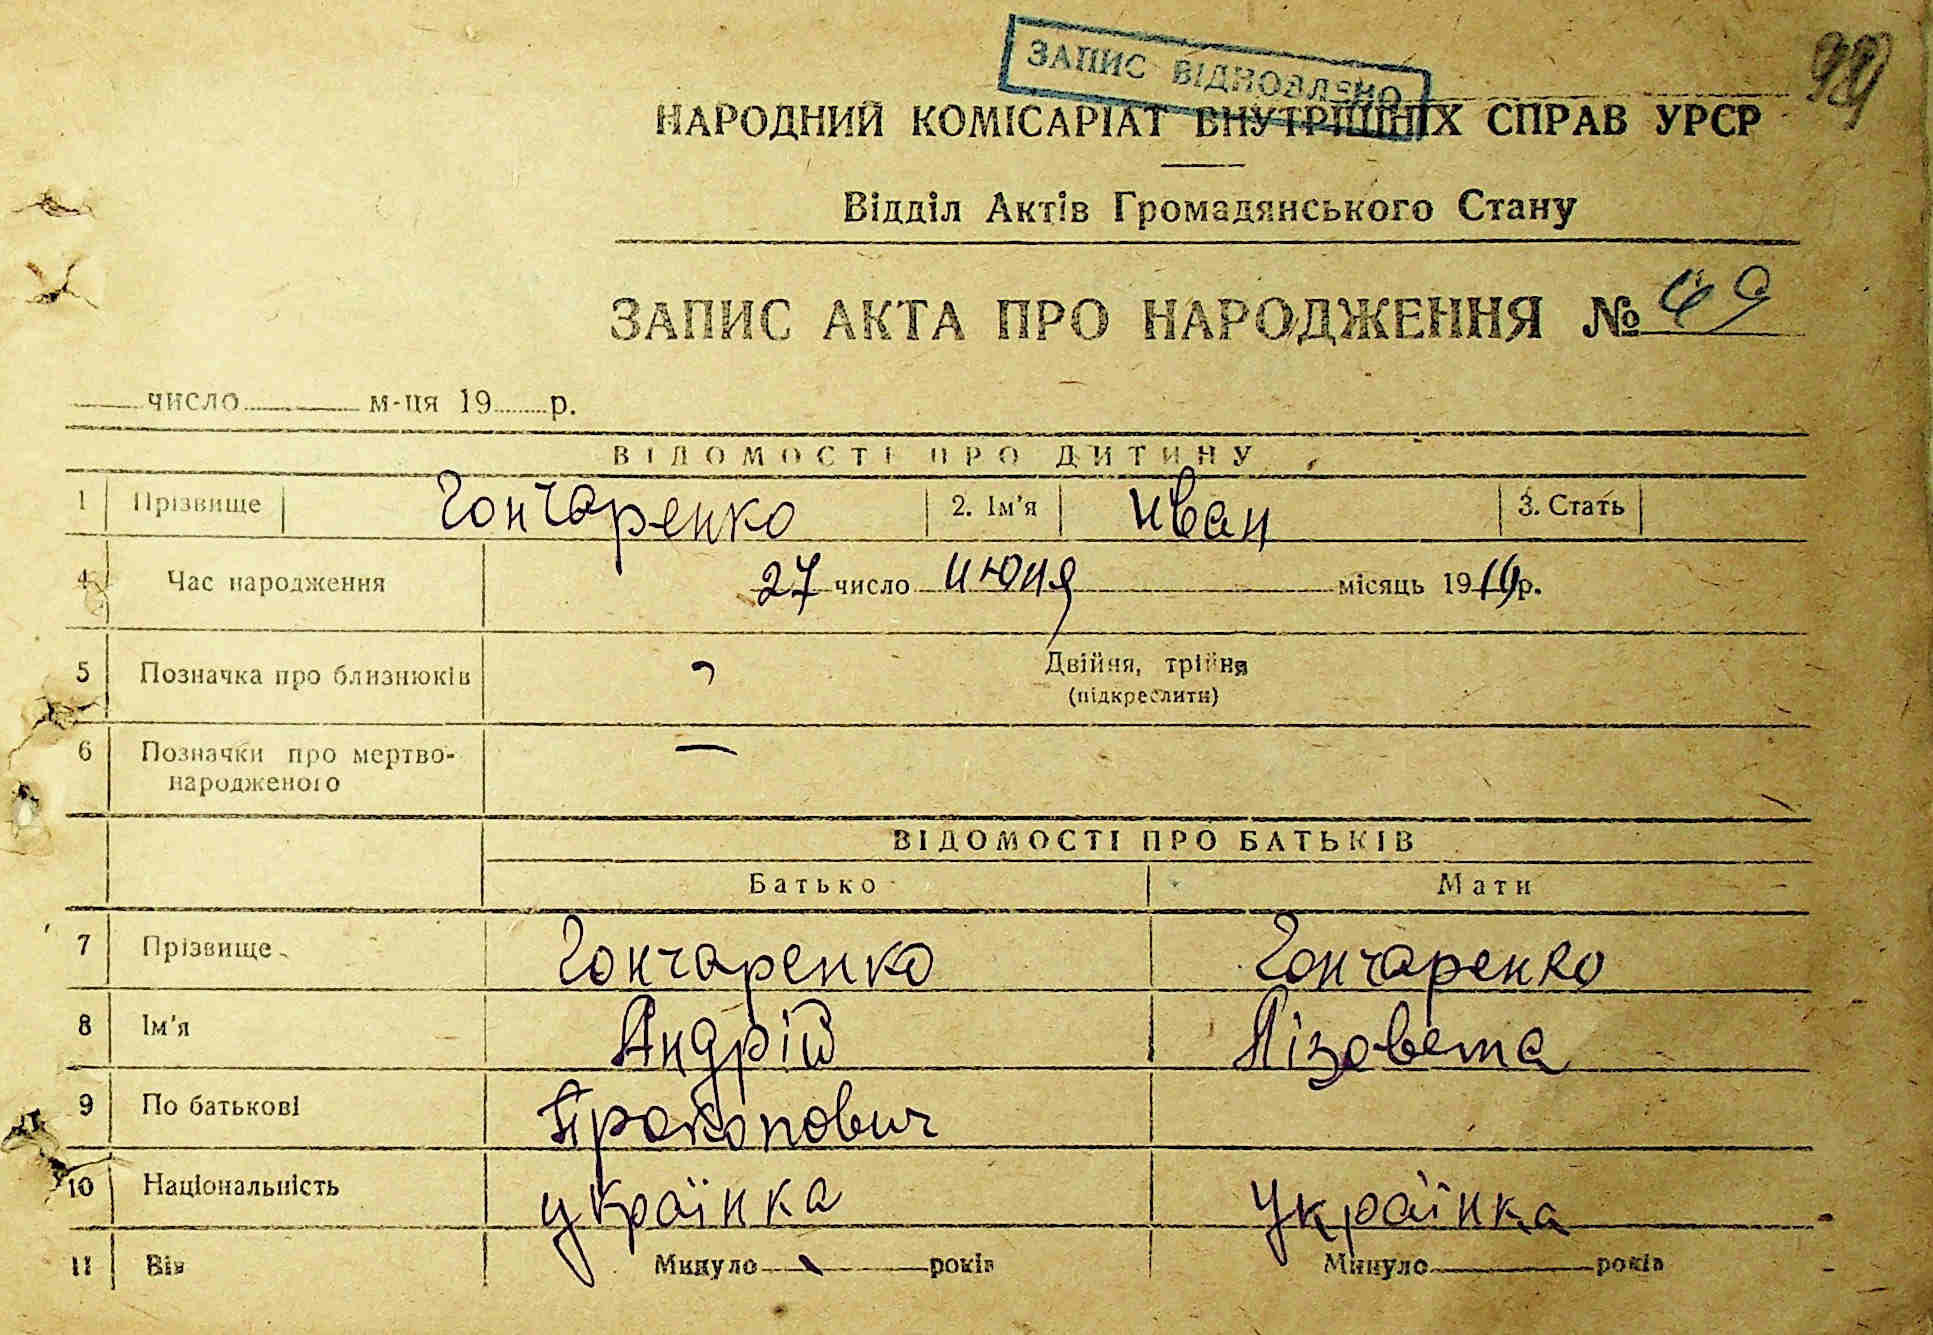 ЗАПИС ВІДНОВЛЕНО
НАРОДНИЙ КОМІСАРІАТ ВНУТРІШНІХ СПРАВ УРСР
Відділ Актів Громадянського Стану
ЗАПИС АКТА ПРО НАРОДЖЕННЯ № 49
число м-ця 19 р.
ВІДОМОСТІ ПРО ДИТИНУ
1 Прізвище Гончаренко 2. Ім'я Иван 3. Стать
4 Час народження 27 число июня місяць 1919р.
5 Позначка про близнюків Двійня, трійня
(підкреслити)
6 Позначки про мертво-
народженого
ВІДОМОСТІ ПРО БАТЬКІВ
Батько Мати
7 Прізвище Гончаренко Гончаренко
8 Ім'я Андрій Лізовета
9 По батькові Прокопович
10 Національність українка українка
11 Вік Минуло років Минуло років